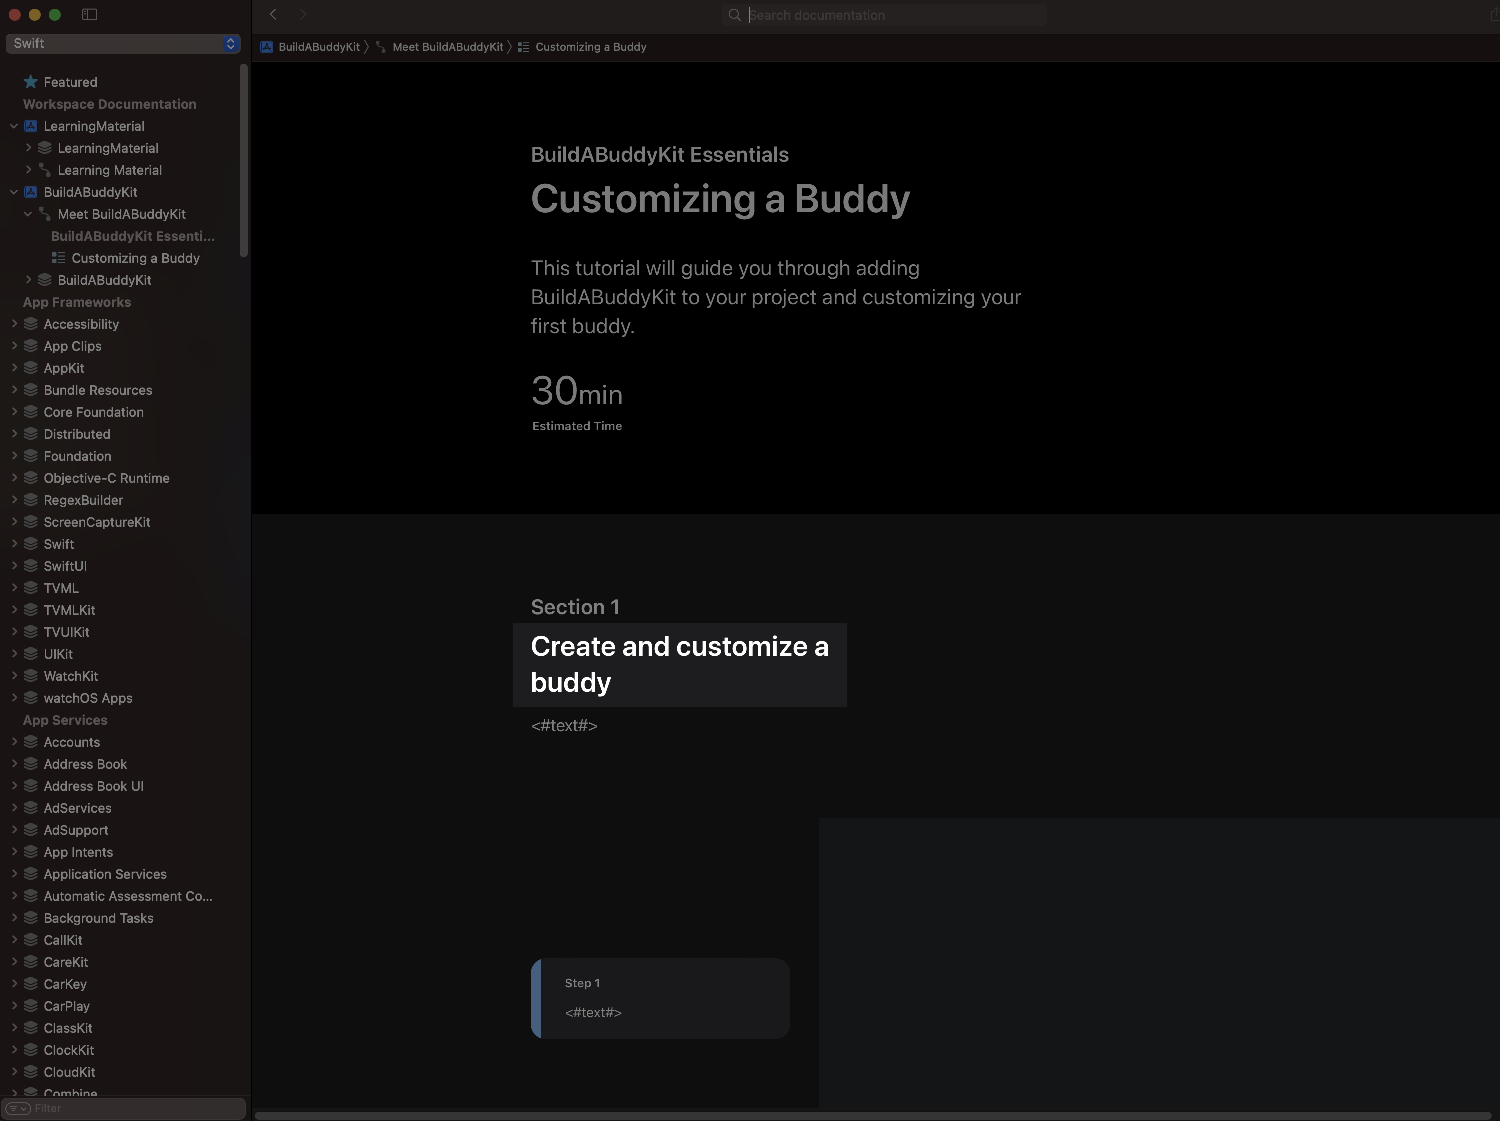 Swift
Featured
Workspace Documentation
LearningMaterial
LearningMaterial
Learning Material
BuildABuddyKit
Meet BuildABuddyKit
BuildABuddyKit Essenti...
Customizing a Buddy
BuildABuddyKit
App Frameworks
Accessibility
App Clips
AppKit
Bundle Resources
Core Foundation
Distributed
Foundation
Objective-C Runtime
RegexBuilder
ScreenCaptureKit
Swift
SwiftUI
TVML
TVMLKit
TVUIKit
UIKit
WatchKit
watchOS Apps
App Services
Accounts
Address Book
Address Book UI
AdServices
AdSupport
App Intents
Application Services
Automatic Assessment Co...
Background Tasks
CallKit
CareKit
CarKey
CarPlay
ClassKit
ClockKit
CloudKit
Combine
Filter
Search documentation
BuildABuddyKit Meet BuildABuddyKit Customizing a Buddy
BuildABuddyKit Essentials
Customizing a Buddy
This tutorial will guide you through adding
BuildABuddyKit to your project and customizing your
first buddy.
30min
Estimated Time
Section 1
Create and customize a
buddy
<#text#>
Step 1
<#text#>